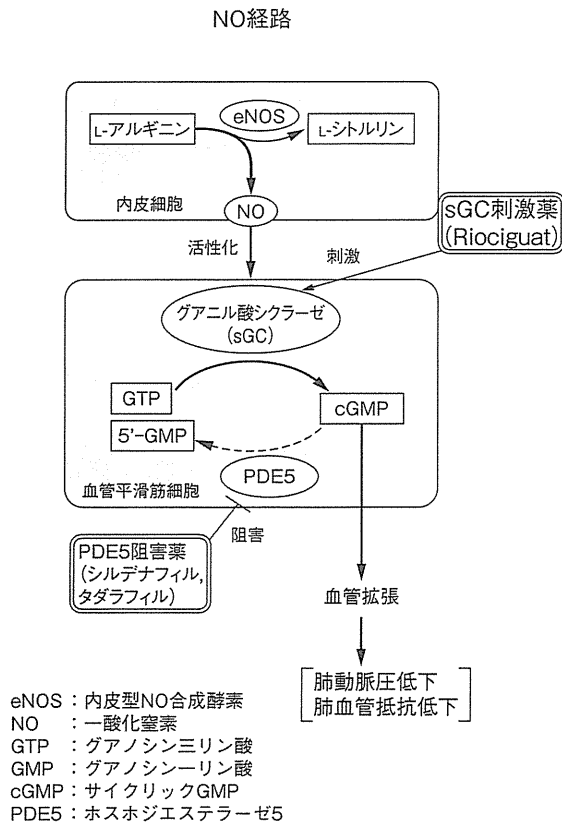 NO経路
eNOS
L-アルギニン
L-シトルリン
内皮細胞
NO
sGC刺激薬
(Riociguat)
活性化
刺激
グアニル酸シクラーゼ
(sGC)
GTP
cGMP
5’-GMP
PDE5
血管平滑筋細胞
阻害
PDE5阻害薬
(シルデナフィル,
タダラフィル)
血管拡張
肺動脈圧低下
肺血管抵抗低下
eNOS:内皮型NO合成酵素
NO:一酸化窒素
GTP:グアノシン三リン酸
GMP:グアノシン一リン酸
cGMP:サイクリックGMP
PDE5:ホスホジエステラーゼ5